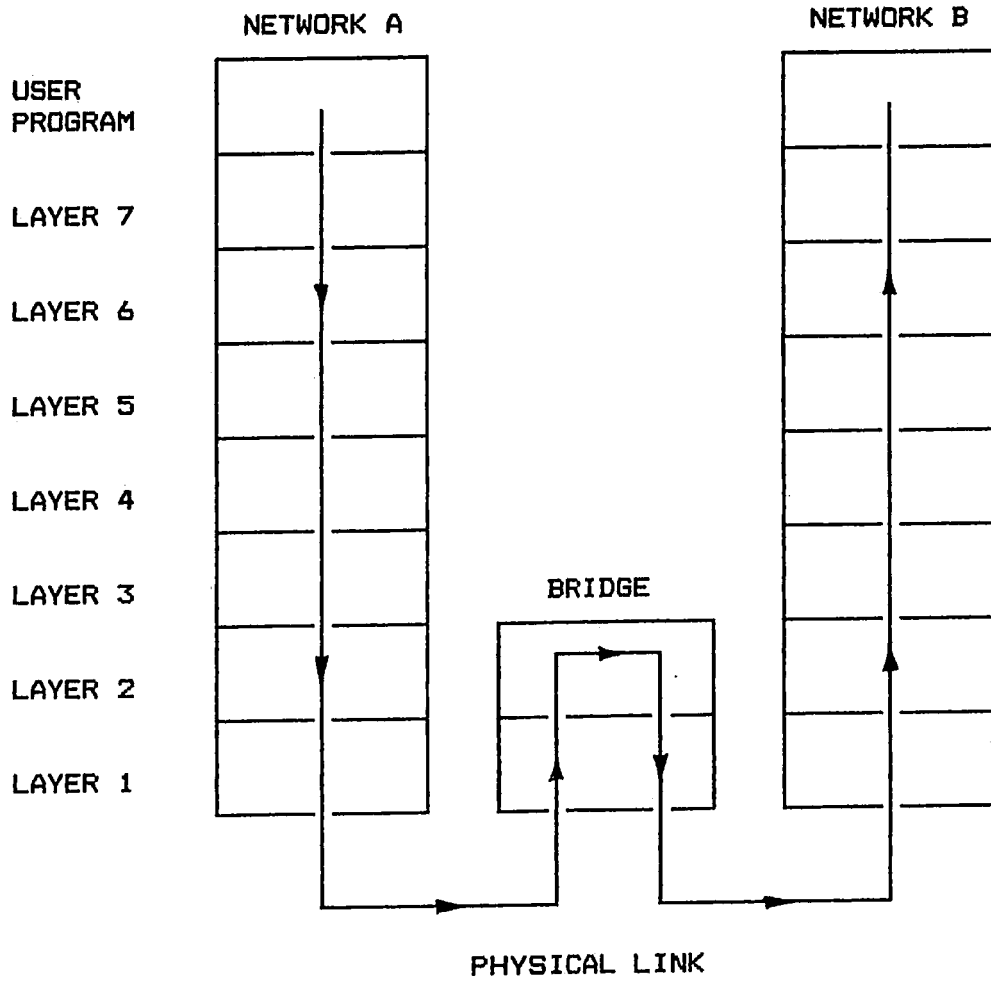 NETWORK A
NETWORK B
USER
PROGRAM
LAYER 7
LAYER 6
LAYER 5
LAYER 4
LAYER 3
BRIDGE
LAYER 2
LAYER 1
PHYSICAL LINK